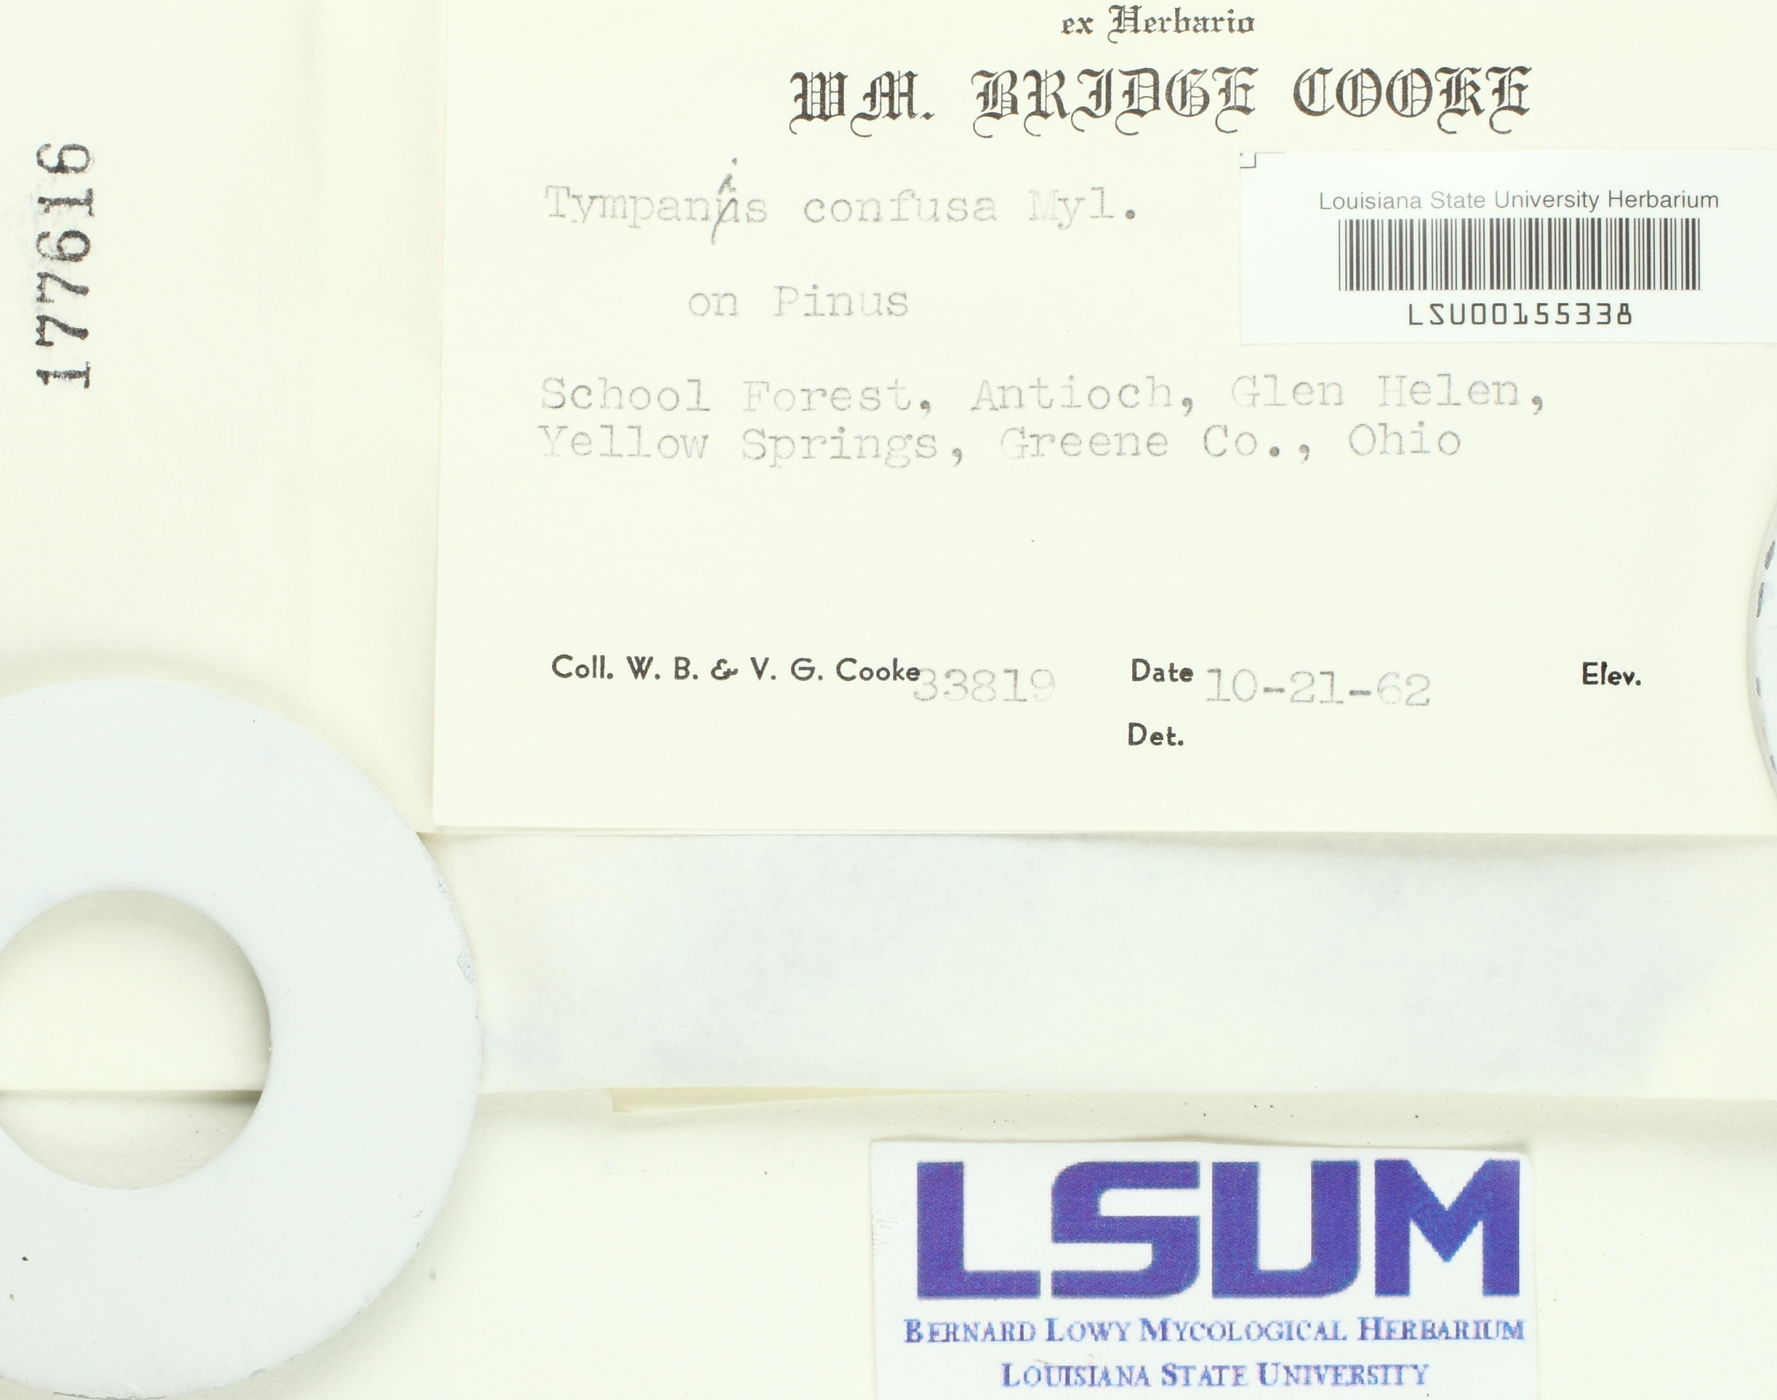 177616
ex Herbario
WM. BRIDGE COOKE
Tympanis confusa Myl.
on Pinus
Louisiana State University Herbarium
LSU00155338
School Forest, Antioch, Glen Helen,
Yellow Springs, Greene Co., Ohio
Coll. W. B. & V. G. Cooke 33819 Date 10-21-62 Elev.
Det.
LSUM
BERNARD LOWY MYCOLOGICAL HERBARIUM
LOUISIANA STATE UNIVERSITY